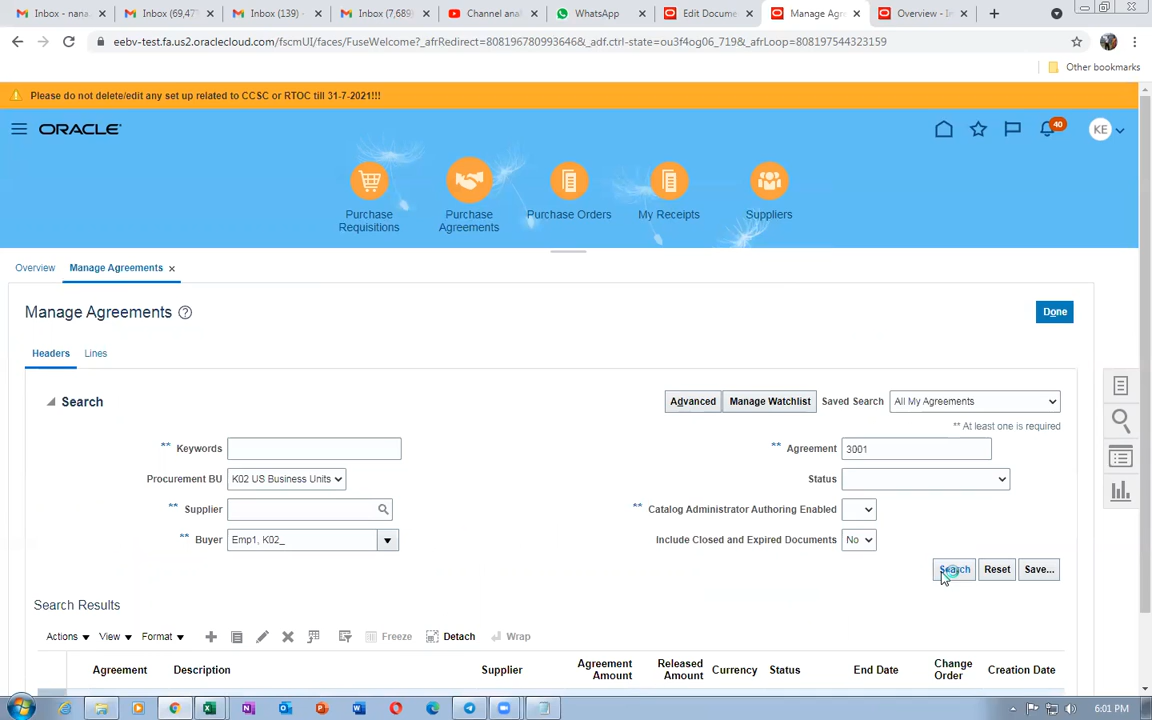 Inbox - nana.
Inbox (69,47
Inbox (139) -
Inbox (7,689)
Channel anal
WhatsApp
Edit Docume
Manage Agre
Overview - In
eebv-test.fa.us2.oraclecloud.com/fscmUI/faces/FuseWelcome?_afrRedirect=8081967809993646&_adf.ctrl-state=ou3f4og06_719&_afrLoop=808197544323159
Other bookmarks
Please do not delete/edit any set up related to CCSC or RTOC till 31-7-2021!!!
ORACLE
40
KE
Purchase Requisitions
Purchase Agreements
Purchase Orders
My Receipts
Suppliers
Overview
Manage Agreements
Manage Agreements
Done
Headers
Lines
Search
Advanced
Manage Watchlist
Saved Search
All My Agreements
** At least one is required
** Keywords
** Agreement 3001
Procurement BU K02 US Business Units
Status
** Supplier
** Catalog Administrator Authoring Enabled
** Buyer Emp1, K02_
Include Closed and Expired Documents No
Search
Reset
Save...
Search Results
Actions
View
Format
Freeze
Detach
Wrap
Agreement
Description
Supplier
Agreement Amount
Released Amount
Currency
Status
End Date
Change Order
Creation Date
6:01 PM